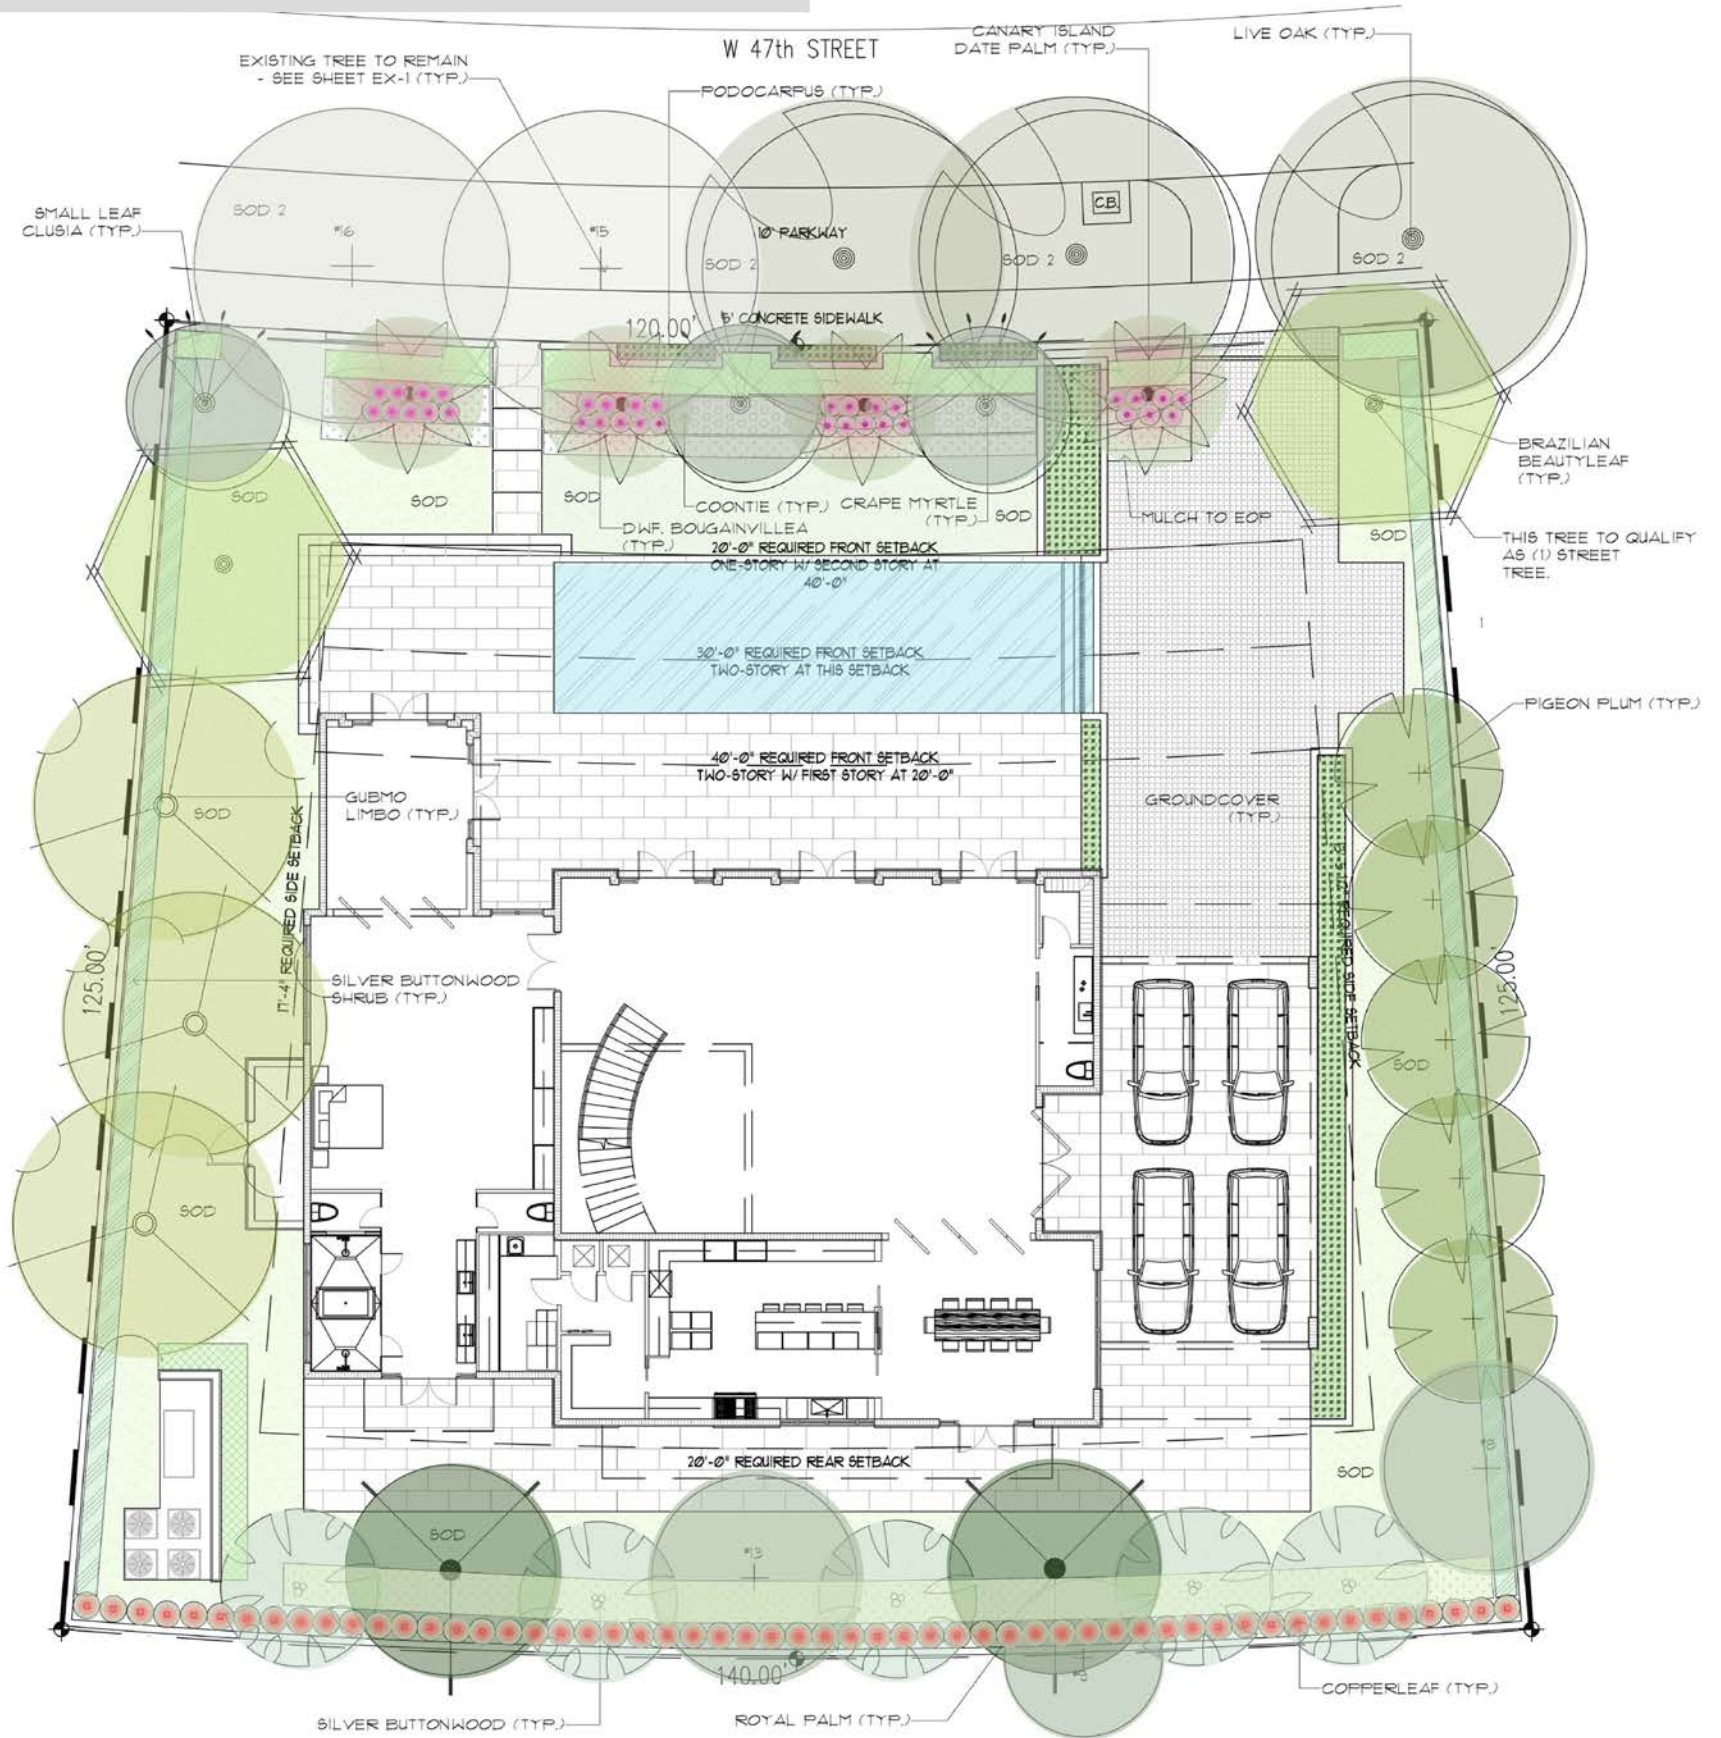 W 47th STREET
CANARY ISLAND
DATE PALM (TYP.)
LIVE OAK (TYP.)
EXISTING TREE TO REMAIN
- SEE SHEET EX-1 (TYP.)
PODOCARPUS (TYP.)
SMALL LEAF
CLUSIA (TYP.)
SOD 2
#16
#15
10' PARKWAY
SOD 2
C.B.
SOD 2
SOD 2
120.00'
5' CONCRETE SIDEWALK
BRAZILIAN
BEAUTYLEAF
(TYP.)
SOD
SOD
SOD
COONTIE (TYP.)
CRAPE MYRTLE
(TYP.)
SOD
MULCH TO EOP
DWF. BOUGAINVILLEA
(TYP.)
SOD
THIS TREE TO QUALIFY
AS (1) STREET
TREE.
20'-0" REQUIRED FRONT SETBACK
ONE-STORY W/ SECOND STORY AT
40'-0"
1
30'-0" REQUIRED FRONT SETBACK
TWO-STORY AT THIS SETBACK
PIGEON PLUM (TYP.)
40'-0" REQUIRED FRONT SETBACK
TWO-STORY W/ FIRST STORY AT 20'-0"
GUBMO
LIMBO (TYP.)
SOD
GROUNDCOVER
(TYP.)
17'-4" REQUIRED SIDE SETBACK
REQUIRED SIDE SETBACK
125.00'
125.00'
SILVER BUTTONWOOD
SHRUB (TYP.)
SOD
SOD
20'-0" REQUIRED REAR SETBACK
SOD
SOD
#13
140.00'
COPPERLEAF (TYP.)
SILVER BUTTONWOOD (TYP.)
ROYAL PALM (TYP.)